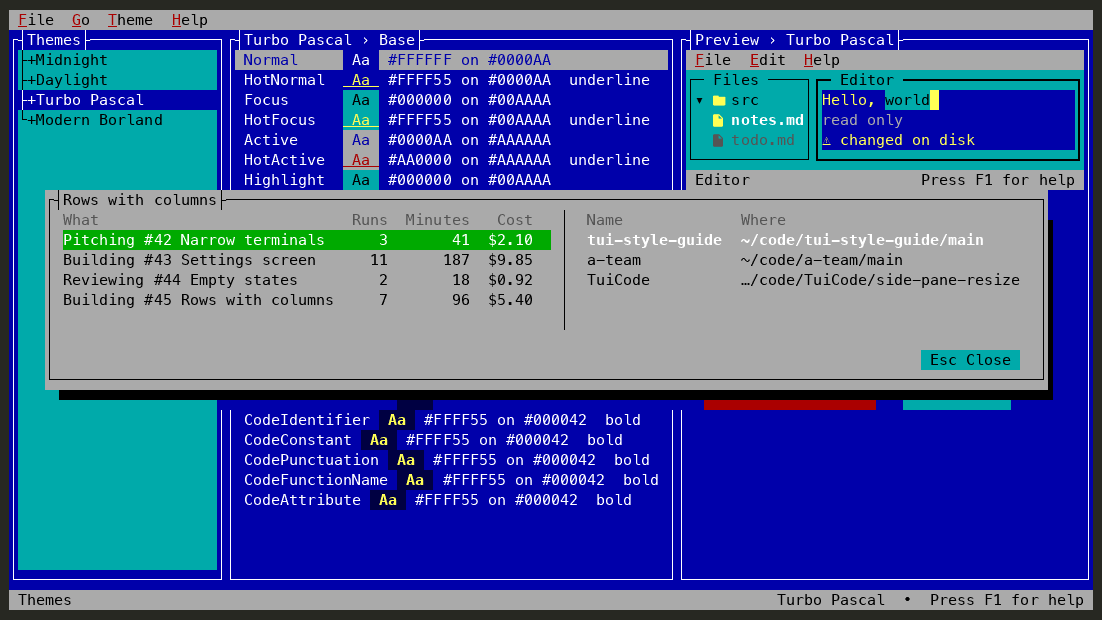 File Go Theme Help
Themes
Midnight
Daylight
Turbo Pascal
Modern Borland
Turbo Pascal › Base
Normal Aa #FFFFFF on #0000AA
HotNormal Aa #FFFF55 on #0000AA underline
Focus Aa #000000 on #00AAAA
HotFocus Aa #FFFF55 on #00AAAA underline
Active Aa #0000AA on #AAAAAA
HotActive Aa #AA0000 on #AAAAAA underline
Highlight Aa #000000 on #00AAAA
Preview › Turbo Pascal
File Edit Help
Files
▾ src
notes.md
todo.md
Editor
Hello, world
read only
⚠ changed on disk
Editor Press F1 for help
Rows with columns
What Runs Minutes Cost
Pitching #42 Narrow terminals 3 41 $2.10
Building #43 Settings screen 11 187 $9.85
Reviewing #44 Empty states 2 18 $0.92
Building #45 Rows with columns 7 96 $5.40
Name Where
tui-style-guide ~/code/tui-style-guide/main
a-team ~/code/a-team/main
TuiCode …/code/TuiCode/side-pane-resize
Esc Close
CodeIdentifier Aa #FFFF55 on #000042 bold
CodeConstant Aa #FFFF55 on #000042 bold
CodePunctuation Aa #FFFF55 on #000042 bold
CodeFunctionName Aa #FFFF55 on #000042 bold
CodeAttribute Aa #FFFF55 on #000042 bold
Themes Turbo Pascal • Press F1 for help